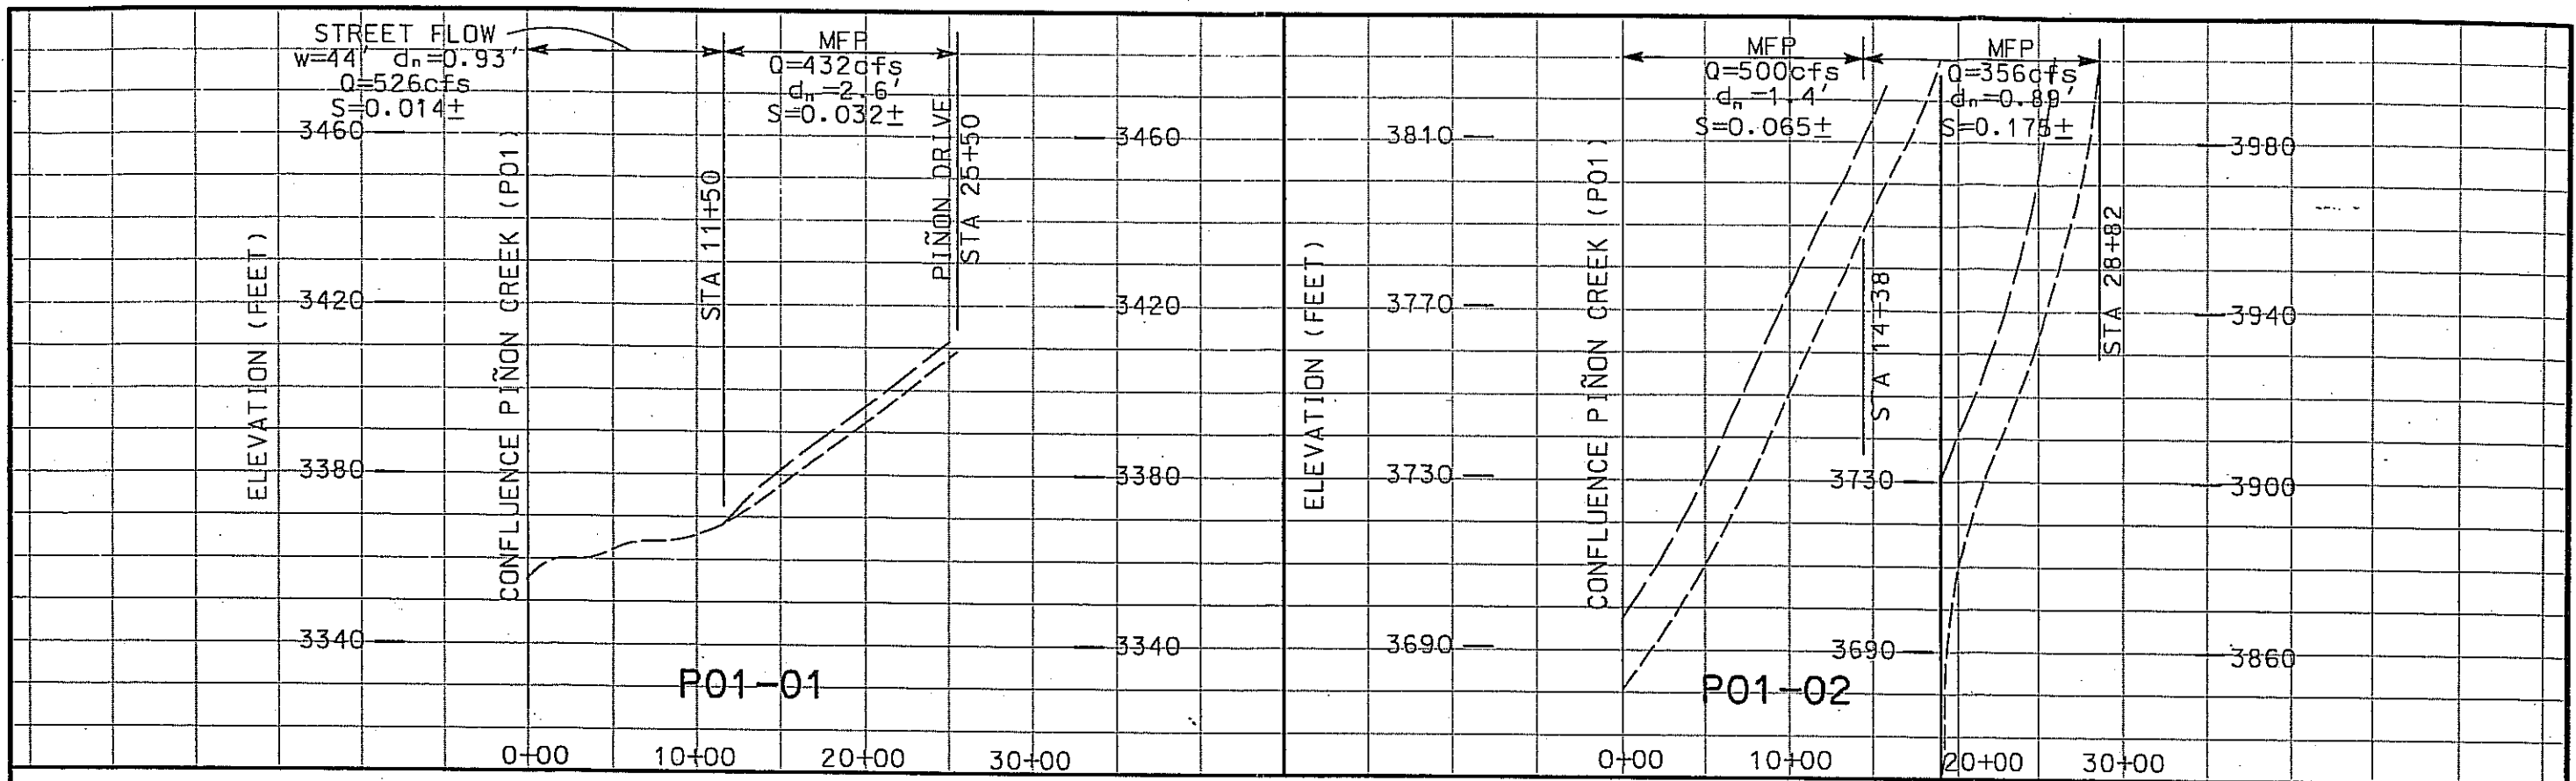 STREET FLOW
w=44' dn=0.93'
Q=526cfs
S=0.014±
MFP
Q=432cfs
dn=2.6'
S=0.032±
ELEVATION (FEET)
3460
3420
3380
3340
CONFLUENCE PIÑON CREEK (P01)
STA 11+50
PIÑON DRIVE
STA 25+50
3460
3420
3380
3340
P01-01
0+00 10+00 20+00 30+00
MFP
Q=500cfs
dn=1.4'
S=0.065±
MFP
Q=356cfs
dn=0.89'
S=0.175±
ELEVATION (FEET)
3810
3770
3730
3690
CONFLUENCE PIÑON CREEK (P01)
STA 14+38
3730
3690
STA 28+82
3980
3940
3900
3860
P01-02
0+00 10+00 20+00 30+00